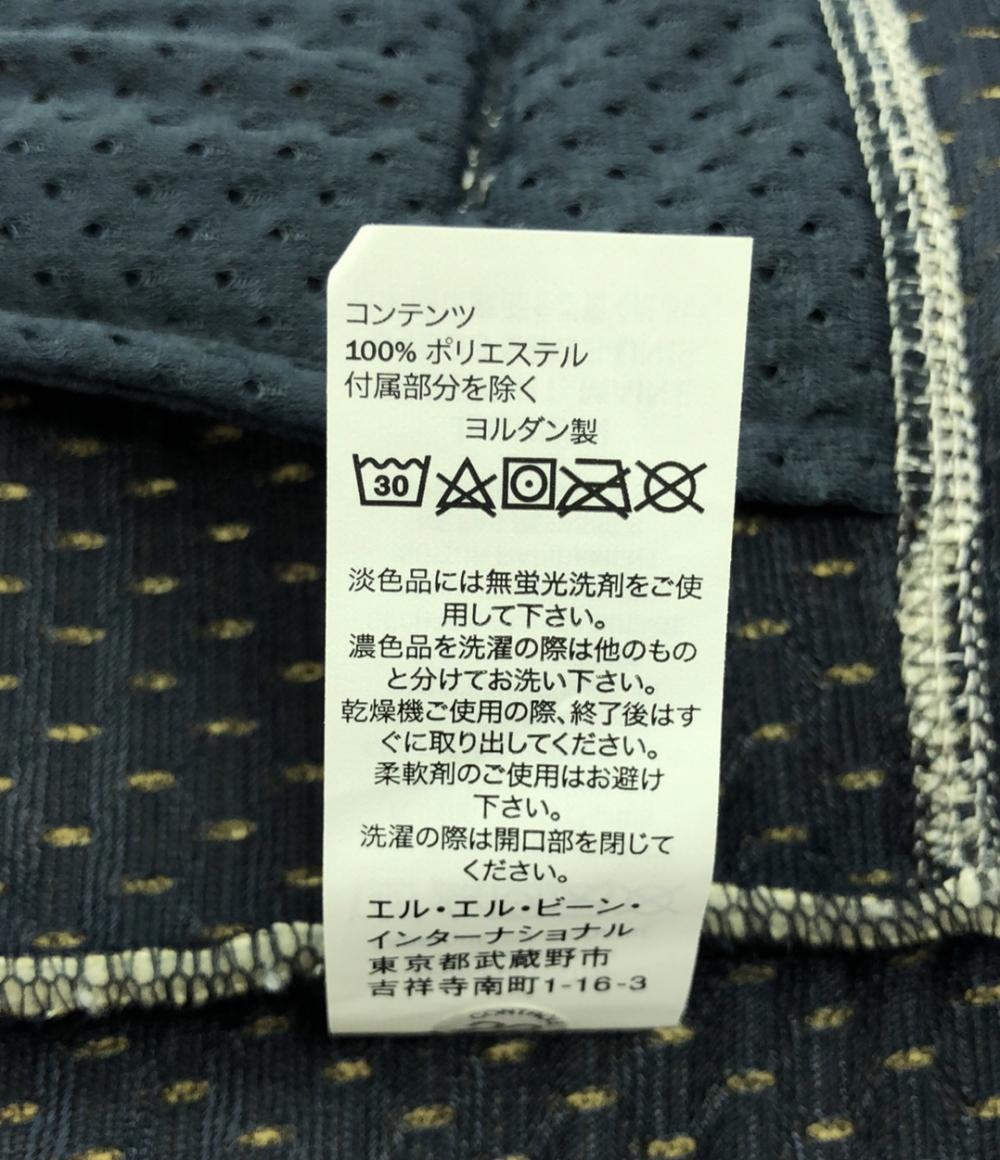 コンテンツ
100% ポリエステル
付属部分を除く
ヨルダン製
30
淡色品には無蛍光洗剤をご使
用して下さい。
濃色品を洗濯の際は他のもの
と分けてお洗い下さい。
乾燥機ご使用の際、終了後はす
ぐに取り出してください。
柔軟剤のご使用はお避け
下さい。
洗濯の際は開口部を閉じて
ください。
エル・エル・ビーン・
インターナショナル
東京都武蔵野市
吉祥寺南町1-16-3